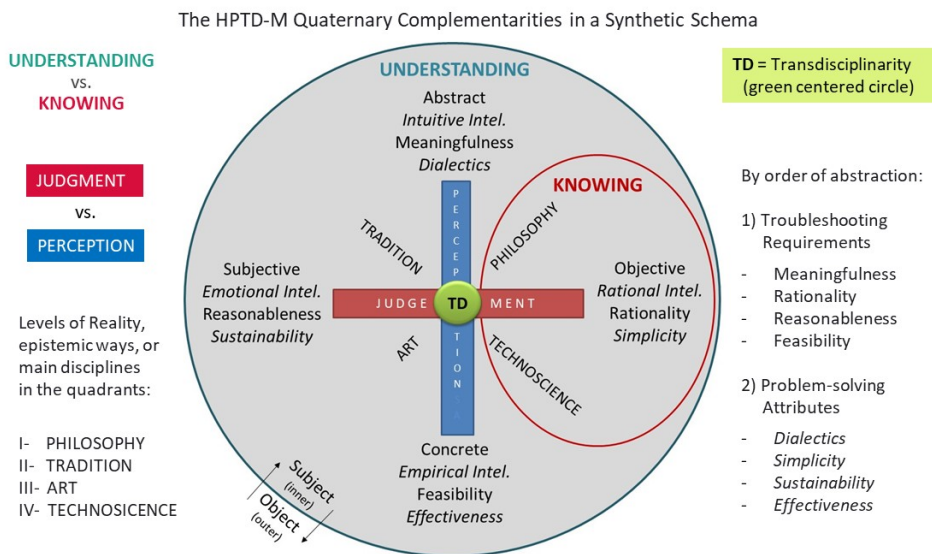 The HPTD-M Quaternary Complementarities in a Synthetic Schema
UNDERSTANDING
vs.
KNOWING
JUDGMENT
vs.
PERCEPTION
Levels of Reality,
epistemic ways, or
main disciplines
in the quadrants:
I- PHILOSOPHY
II- TRADITION
III- ART
IV- TECHNOSICENCE
UNDERSTANDING
Abstract
Intuitive Intel.
Meaningfulness
Dialectics
KNOWING
TRADITION
PHILOSOPHY
PERCEP
TION
Subjective
Emotional Intel.
Reasonableness
Sustainability
JUDGE
TD
MENT
Objective
Rational Intel.
Rationality
Simplicity
ART
TECHNOSCIENCE
Concrete
Empirical Intel.
Feasibility
Effectiveness
Subject
(inner)
Object
(outer)
TD = Transdisciplinarity
(green centered circle)
By order of abstraction:
1) Troubleshooting
Requirements
- Meaningfulness
- Rationality
- Reasonableness
- Feasibility
2) Problem-solving
Attributes
- Dialectics
- Simplicity
- Sustainability
- Effectiveness